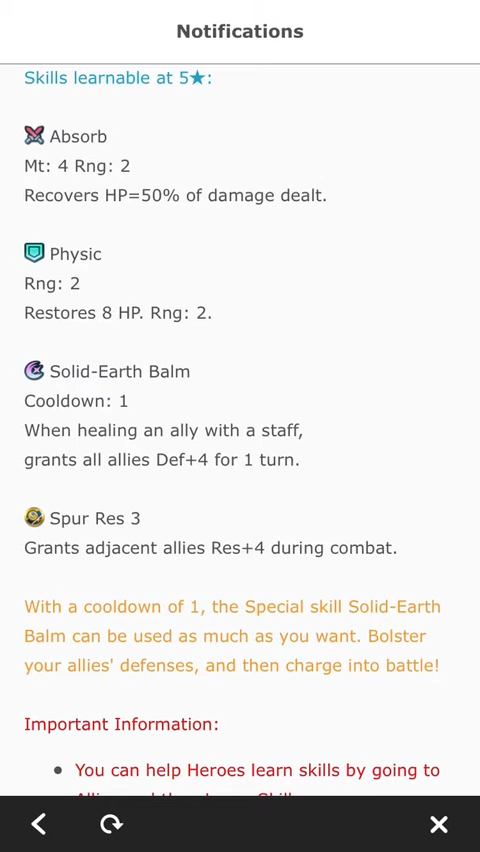 Notifications
Skills learnable at 5★:
Absorb
Mt: 4 Rng: 2
Recovers HP=50% of damage dealt.
Physic
Rng: 2
Restores 8 HP. Rng: 2.
Solid-Earth Balm
Cooldown: 1
When healing an ally with a staff,
grants all allies Def+4 for 1 turn.
Spur Res 3
Grants adjacent allies Res+4 during combat.
With a cooldown of 1, the Special skill Solid-Earth
Balm can be used as much as you want. Bolster
your allies' defenses, and then charge into battle!
Important Information:
• You can help Heroes learn skills by going to